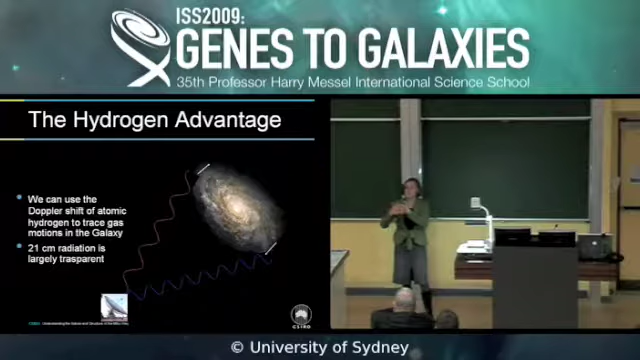 ISS2009:
GENES TO GALAXIES
35th Professor Harry Messel International Science School
The Hydrogen Advantage
We can use the
Doppler shift of atomic
hydrogen to trace gas
motions in the Galaxy
21 cm radiation is
largely trasparent
CSIRO
© University of Sydney